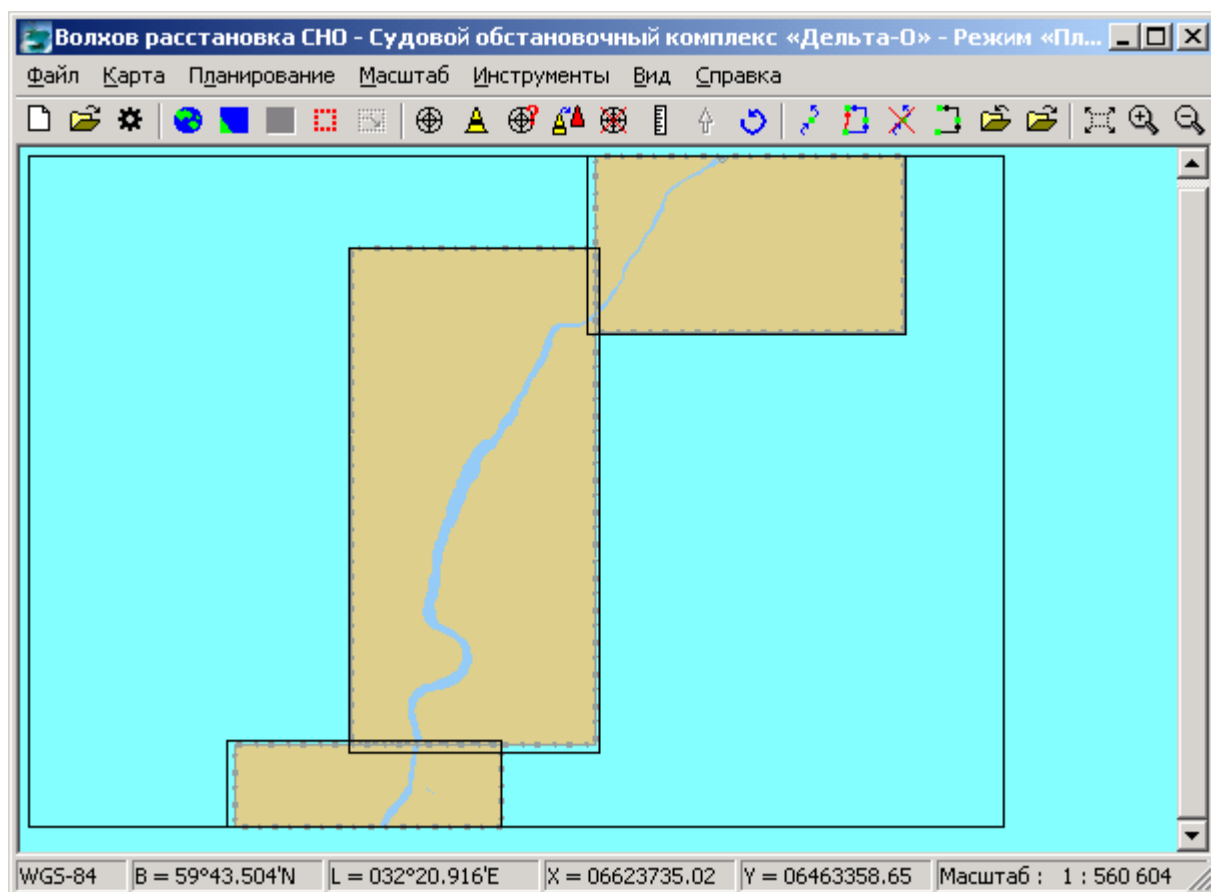 Волхов расстановка СНО - Судовой обстановочный комплекс «Дельта-О» - Режим «Пл...
Файл Карта Планирование Масштаб Инструменты Вид Справка
WGS-84 B = 59°43.504'N L = 032°20.916'E X = 06623735.02 Y = 06463358.65 Масштаб : 1 : 560 604